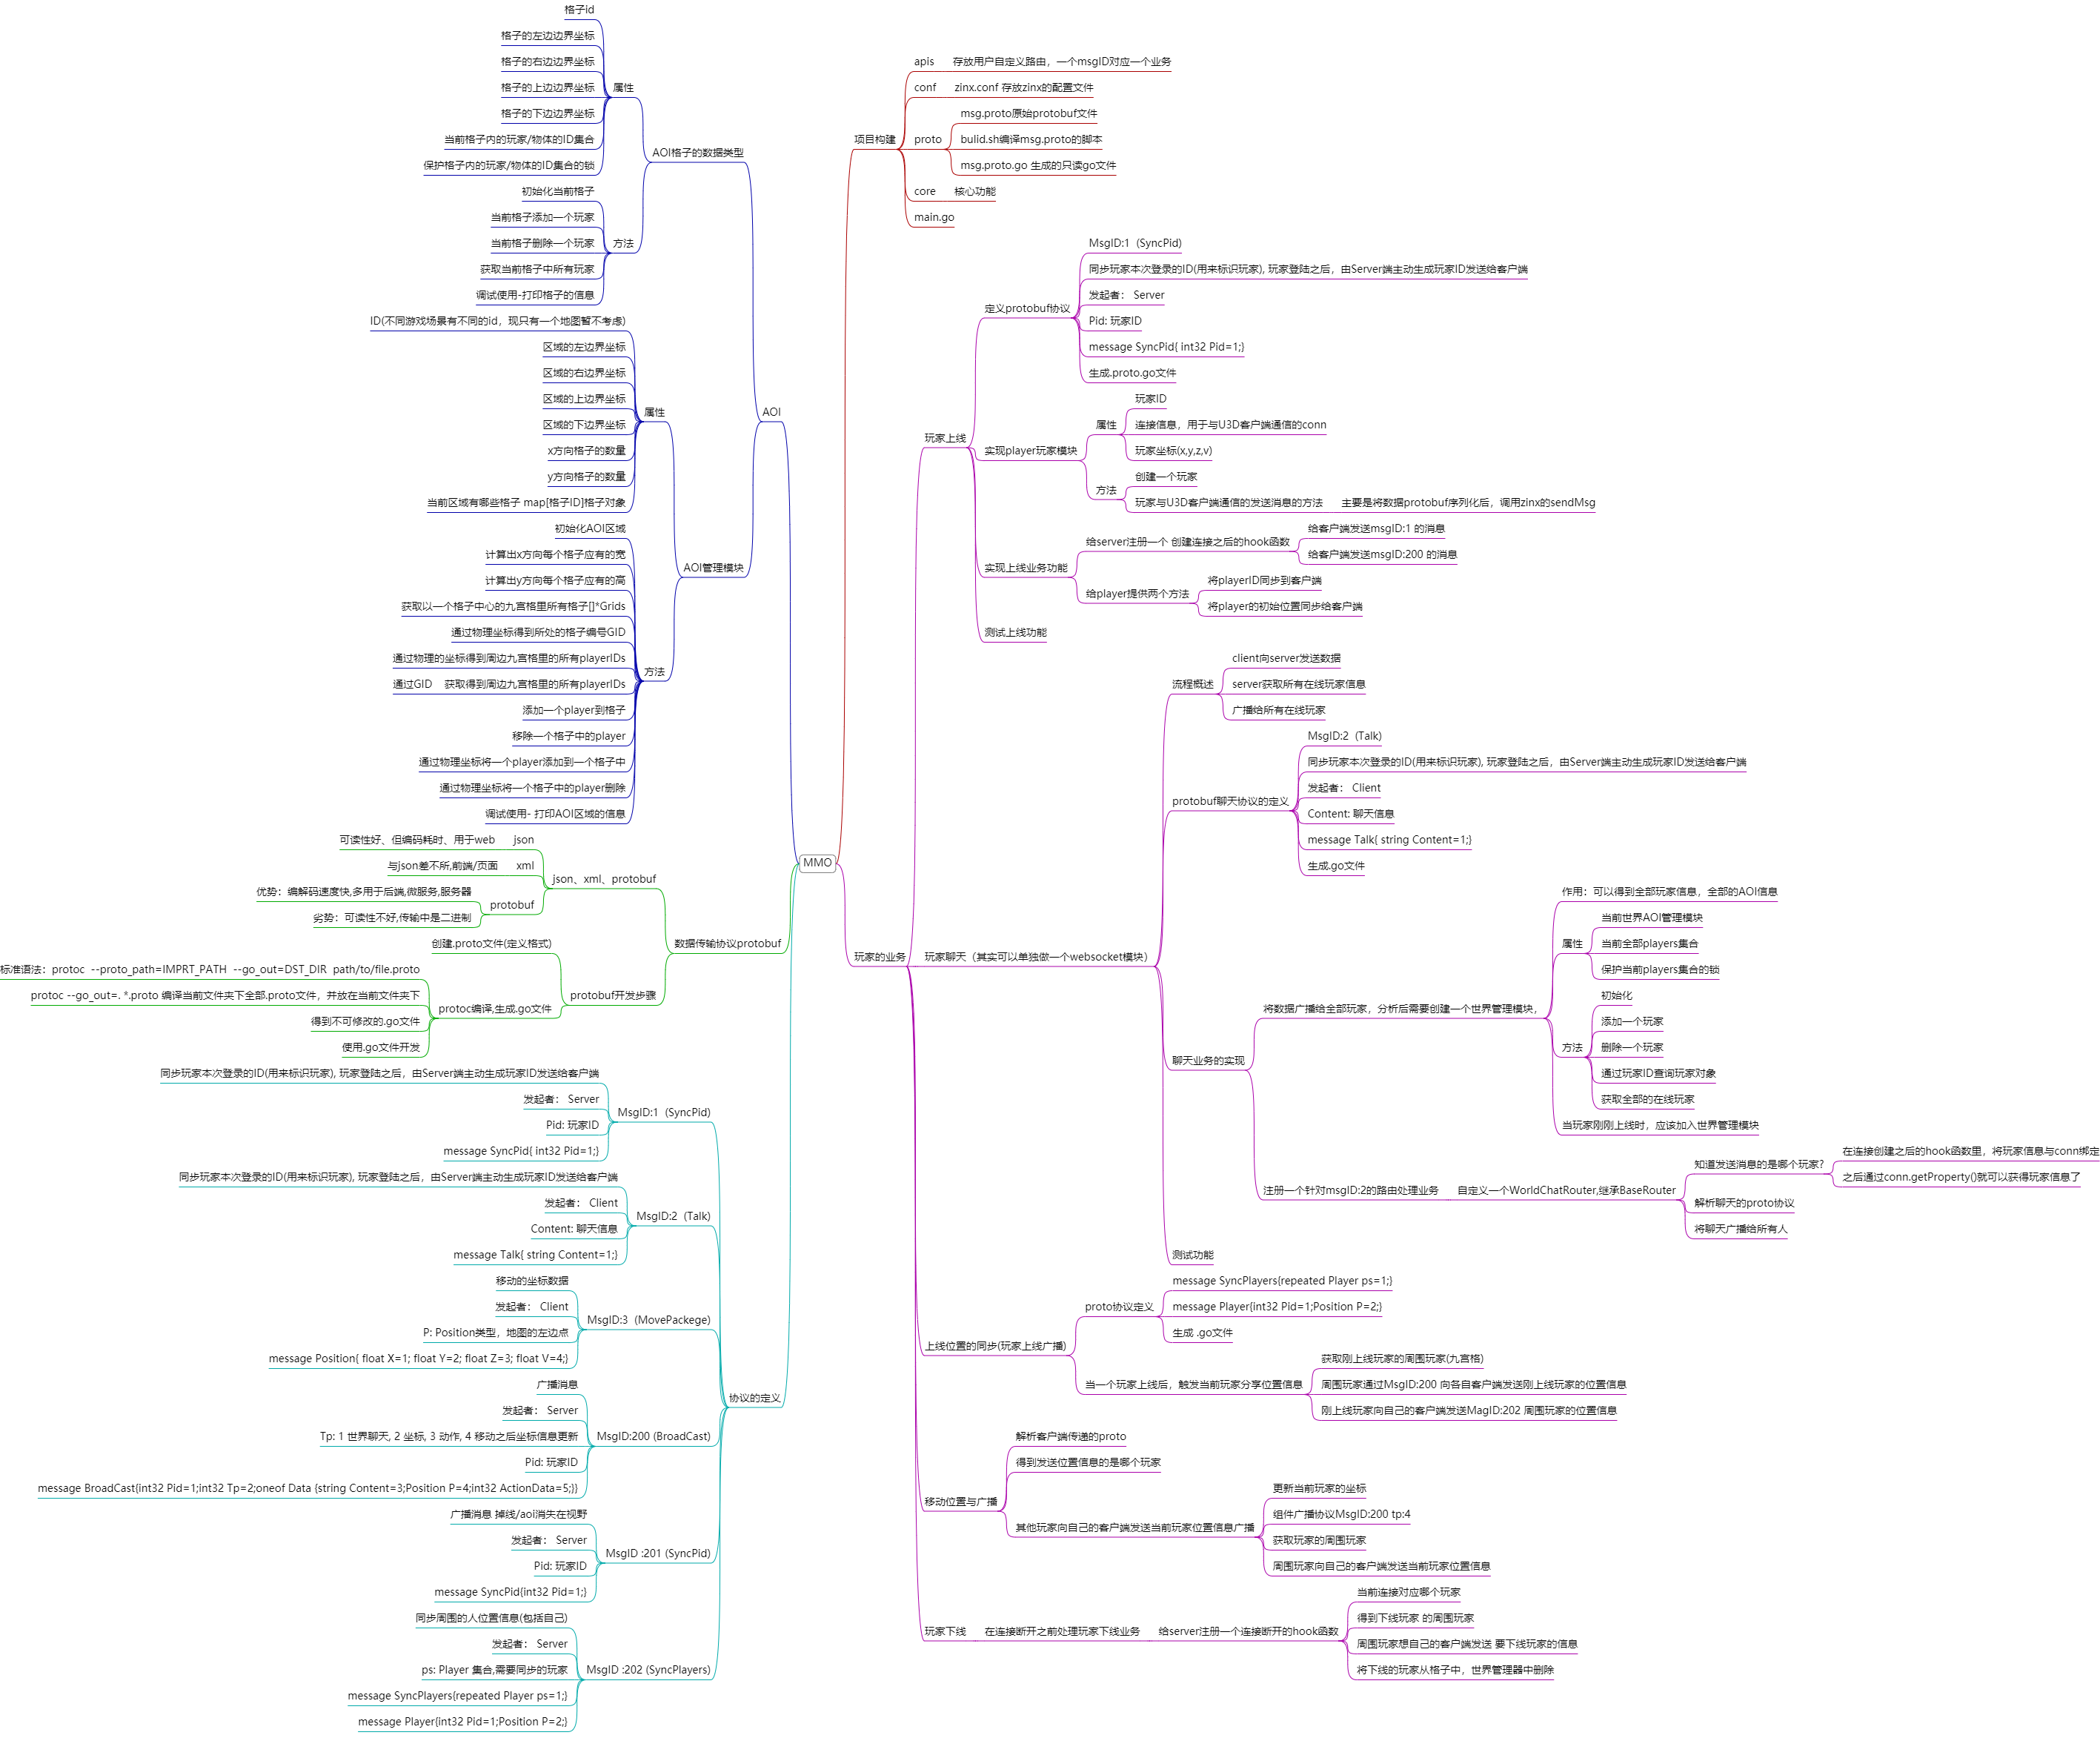 MMO
项目构建
apis
存放用户自定义路由，一个msgID对应一个业务
conf
zinx.conf 存放zinx的配置文件
proto
msg.proto原始protobuf文件
bulid.sh编译msg.proto的脚本
msg.proto.go 生成的只读go文件
core
核心功能
main.go
玩家的业务
玩家上线
定义protobuf协议
MsgID:1  (SyncPid)
同步玩家本次登录的ID(用来标识玩家), 玩家登陆之后，由Server端主动生成玩家ID发送给客户端
发起者： Server
Pid: 玩家ID
message SyncPid{ int32 Pid=1;}
生成.proto.go文件
实现player玩家模块
属性
玩家ID
连接信息，用于与U3D客户端通信的conn
玩家坐标(x,y,z,v)
方法
创建一个玩家
玩家与U3D客户端通信的发送消息的方法
主要是将数据protobuf序列化后，调用zinx的sendMsg
实现上线业务功能
给server注册一个 创建连接之后的hook函数
给客户端发送msgID:1 的消息
给客户端发送msgID:200 的消息
给player提供两个方法
将playerID同步到客户端
将player的初始位置同步给客户端
测试上线功能
玩家聊天（其实可以单独做一个websocket模块）
流程概述
client向server发送数据
server获取所有在线玩家信息
广播给所有在线玩家
protobuf聊天协议的定义
MsgID:2  (Talk)
同步玩家本次登录的ID(用来标识玩家), 玩家登陆之后，由Server端主动生成玩家ID发送给客户端
发起者： Client
Content: 聊天信息
message Talk{ string Content=1;}
生成.go文件
聊天业务的实现
将数据广播给全部玩家，分析后需要创建一个世界管理模块，
作用：可以得到全部玩家信息，全部的AOI信息
属性
当前世界AOI管理模块
当前全部players集合
保护当前players集合的锁
方法
初始化
添加一个玩家
删除一个玩家
通过玩家ID查询玩家对象
获取全部的在线玩家
当玩家刚刚上线时，应该加入世界管理模块
注册一个针对msgID:2的路由处理业务
自定义一个WorldChatRouter,继承BaseRouter
知道发送消息的是哪个玩家?
在连接创建之后的hook函数里，将玩家信息与conn绑定
之后通过conn.getProperty()就可以获得玩家信息了
解析聊天的proto协议
将聊天广播给所有人
测试功能
上线位置的同步(玩家上线广播)
proto协议定义
message SyncPlayers{repeated Player ps=1;}
message Player{int32 Pid=1;Position P=2;}
生成 .go文件
当一个玩家上线后，触发当前玩家分享位置信息
获取刚上线玩家的周围玩家(九宫格)
周围玩家通过MsgID:200 向各自客户端发送刚上线玩家的位置信息
刚上线玩家向自己的客户端发送MagID:202 周围玩家的位置信息
移动位置与广播
解析客户端传递的proto
得到发送位置信息的是哪个玩家
其他玩家向自己的客户端发送当前玩家位置信息广播
更新当前玩家的坐标
组件广播协议MsgID:200 tp:4
获取玩家的周围玩家
周围玩家向自己的客户端发送当前玩家位置信息
玩家下线
在连接断开之前处理玩家下线业务
给server注册一个连接断开的hook函数
当前连接对应哪个玩家
得到下线玩家 的周围玩家
周围玩家想自己的客户端发送 要下线玩家的信息
将下线的玩家从格子中，世界管理器中删除
AOI
AOI格子的数据类型
属性
格子id
格子的左边边界坐标
格子的右边边界坐标
格子的上边边界坐标
格子的下边边界坐标
当前格子内的玩家/物体的ID集合
保护格子内的玩家/物体的ID集合的锁
方法
初始化当前格子
当前格子添加一个玩家
当前格子删除一个玩家
获取当前格子中所有玩家
调试使用-打印格子的信息
AOI管理模块
属性
ID(不同游戏场景有不同的id，现只有一个地图暂不考虑)
区域的左边界坐标
区域的右边界坐标
区域的上边界坐标
区域的下边界坐标
x方向格子的数量
y方向格子的数量
当前区域有哪些格子 map[格子ID]格子对象
方法
初始化AOI区域
计算出x方向每个格子应有的宽
计算出y方向每个格子应有的高
获取以一个格子中心的九宫格里所有格子[]*Grids
通过物理坐标得到所处的格子编号GID
通过物理的坐标得到周边九宫格里的所有playerIDs
通过GID    获取得到周边九宫格里的所有playerIDs
添加一个player到格子
移除一个格子中的player
通过物理坐标将一个player添加到一个格子中
通过物理坐标将一个格子中的player删除
调试使用- 打印AOI区域的信息
数据传输协议protobuf
json、xml、protobuf
json
可读性好、但编码耗时、用于web
xml
与json差不所,前端/页面
protobuf
优势：编解码速度快,多用于后端,微服务,服务器
劣势：可读性不好,传输中是二进制
protobuf开发步骤
创建.proto文件(定义格式)
protoc编译,生成.go文件
标准语法：protoc  --proto_path=IMPRT_PATH  --go_out=DST_DIR  path/to/file.proto
protoc --go_out=. *.proto 编译当前文件夹下全部.proto文件，并放在当前文件夹下
得到不可修改的.go文件
使用.go文件开发
协议的定义
MsgID:1  (SyncPid)
同步玩家本次登录的ID(用来标识玩家), 玩家登陆之后，由Server端主动生成玩家ID发送给客户端
发起者： Server
Pid: 玩家ID
message SyncPid{ int32 Pid=1;}
MsgID:2  (Talk)
同步玩家本次登录的ID(用来标识玩家), 玩家登陆之后，由Server端主动生成玩家ID发送给客户端
发起者： Client
Content: 聊天信息
message Talk{ string Content=1;}
MsgID:3  (MovePackege)
移动的坐标数据
发起者： Client
P: Position类型，地图的左边点
message Position{ float X=1; float Y=2; float Z=3; float V=4;}
MsgID:200 (BroadCast)
广播消息
发起者： Server
Tp: 1 世界聊天, 2 坐标, 3 动作, 4 移动之后坐标信息更新
Pid: 玩家ID
message BroadCast{int32 Pid=1;int32 Tp=2;oneof Data {string Content=3;Position P=4;int32 ActionData=5;}}
MsgID :201 (SyncPid)
广播消息 掉线/aoi消失在视野
发起者： Server
Pid: 玩家ID
message SyncPid{int32 Pid=1;}
MsgID :202 (SyncPlayers)
同步周围的人位置信息(包括自己)
发起者： Server
ps: Player 集合,需要同步的玩家
message SyncPlayers{repeated Player ps=1;}
message Player{int32 Pid=1;Position P=2;}